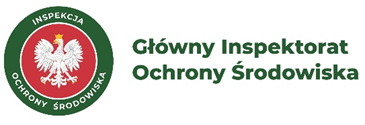 INSPEKCJA
OCHRONY ŚRODOWISKA
Główny Inspektorat
Ochrony Środowiska